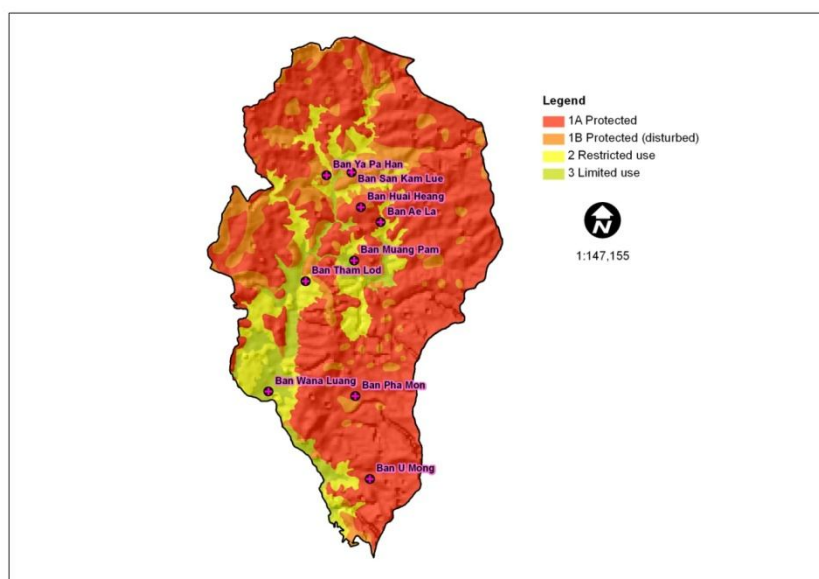 Legend
1A Protected
1B Protected (disturbed)
2 Restricted use
3 Limited use
N
1:147,155
Ban Ya Pa Han
Ban San Kam Lue
Ban Huai Heang
Ban Ae La
Ban Muang Pam
Ban Tham Lod
Ban Wana Luang
Ban Pha Mon
Ban U Mong